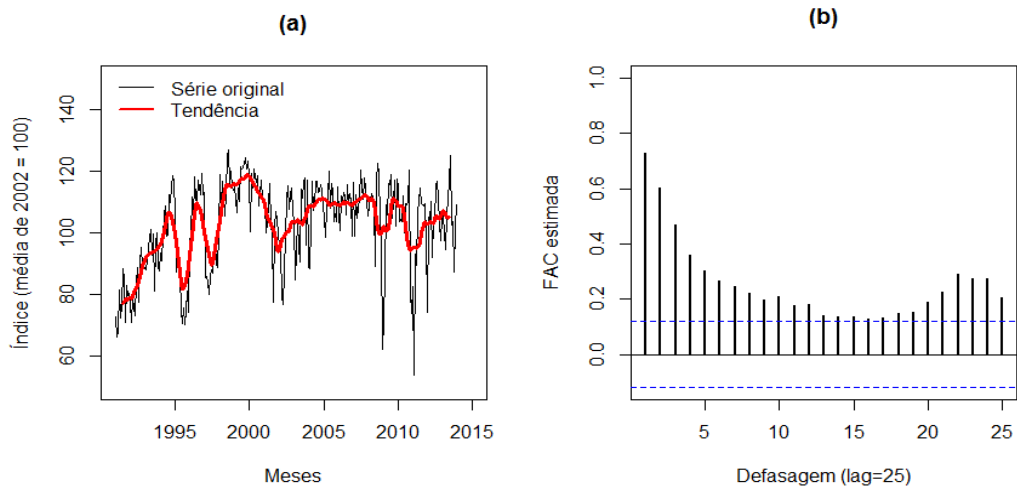 (a)
Série original
Tendência
Índice (média de 2002 = 100)
140
120
100
80
60
1995
2000
2005
2010
2015
Meses
(b)
FAC estimada
1.0
0.8
0.6
0.4
0.2
0.0
5
10
15
20
25
Defasagem (lag=25)